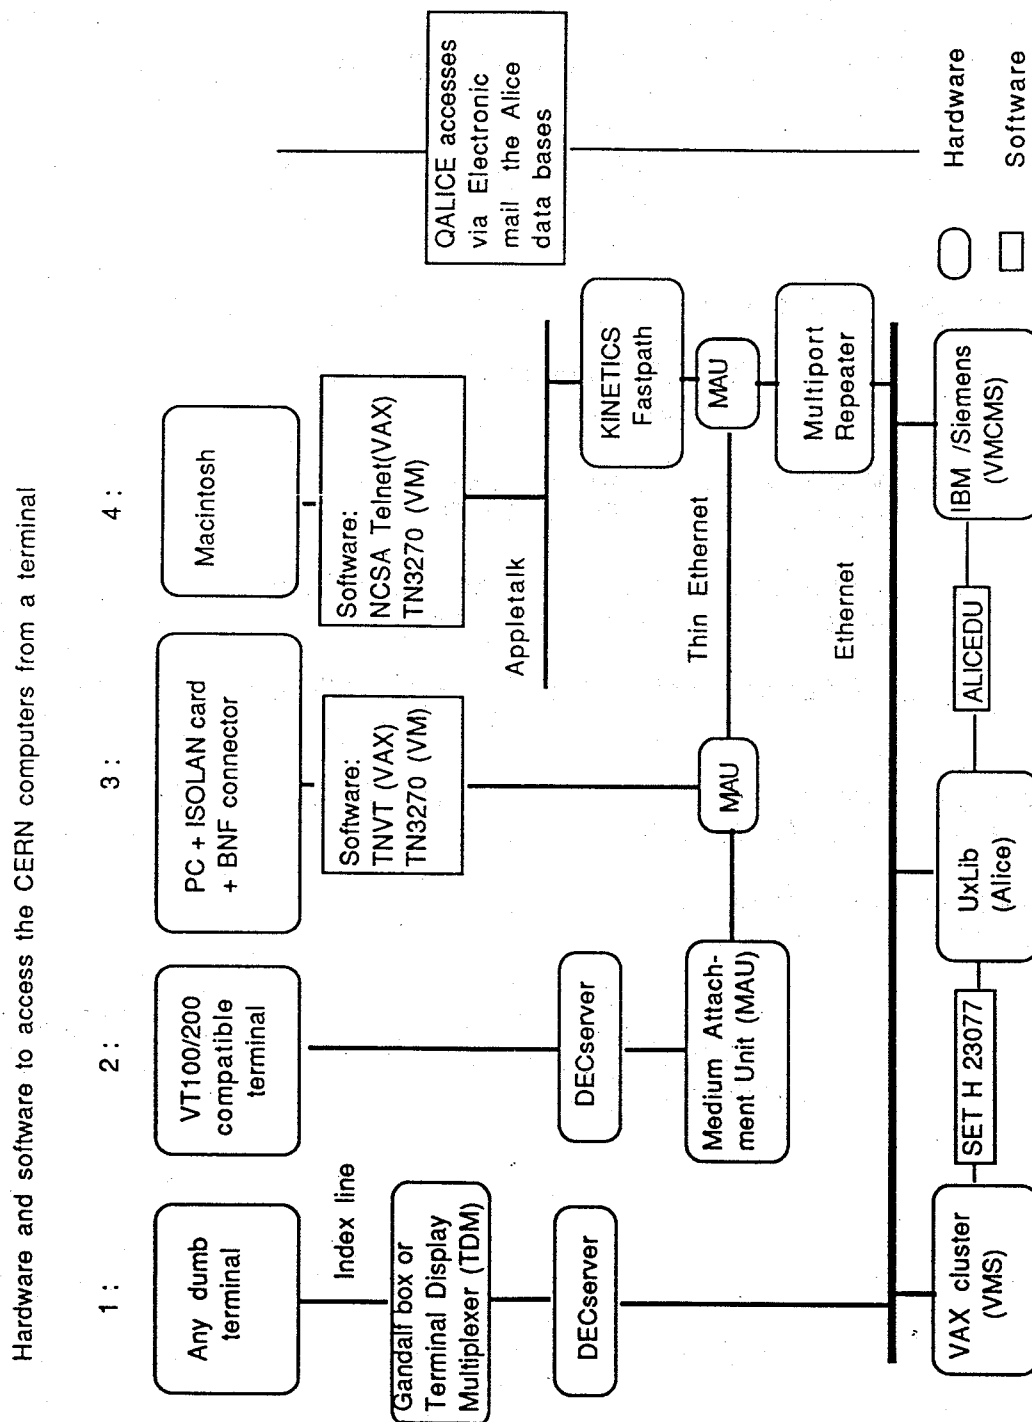 Hardware and software to access the CERN computers from a terminal
1:
2:
3:
4:
Any dumb
terminal
VT100/200
compatible
terminal
PC + ISOLAN card
+ BNF connector
Macintosh
Index line
Gandalf box or
Terminal Display
Multiplexer (TDM)
Software:
TNVT (VAX)
TN3270 (VM)
Software:
NCSA Telnet(VAX)
TN3270 (VM)
QALICE accesses
via Electronic
mail the Alice
data bases
Appletalk
DECserver
DECserver
KINETICS
Fastpath
Medium Attach-
ment Unit (MAU)
MAU
Thin Ethernet
MAU
Multiport
Repeater
Ethernet
VAX cluster
(VMS)
SET H 23077
UxLib
(Alice)
ALICEDU
IBM /Siemens
(VMCMS)
Hardware
Software